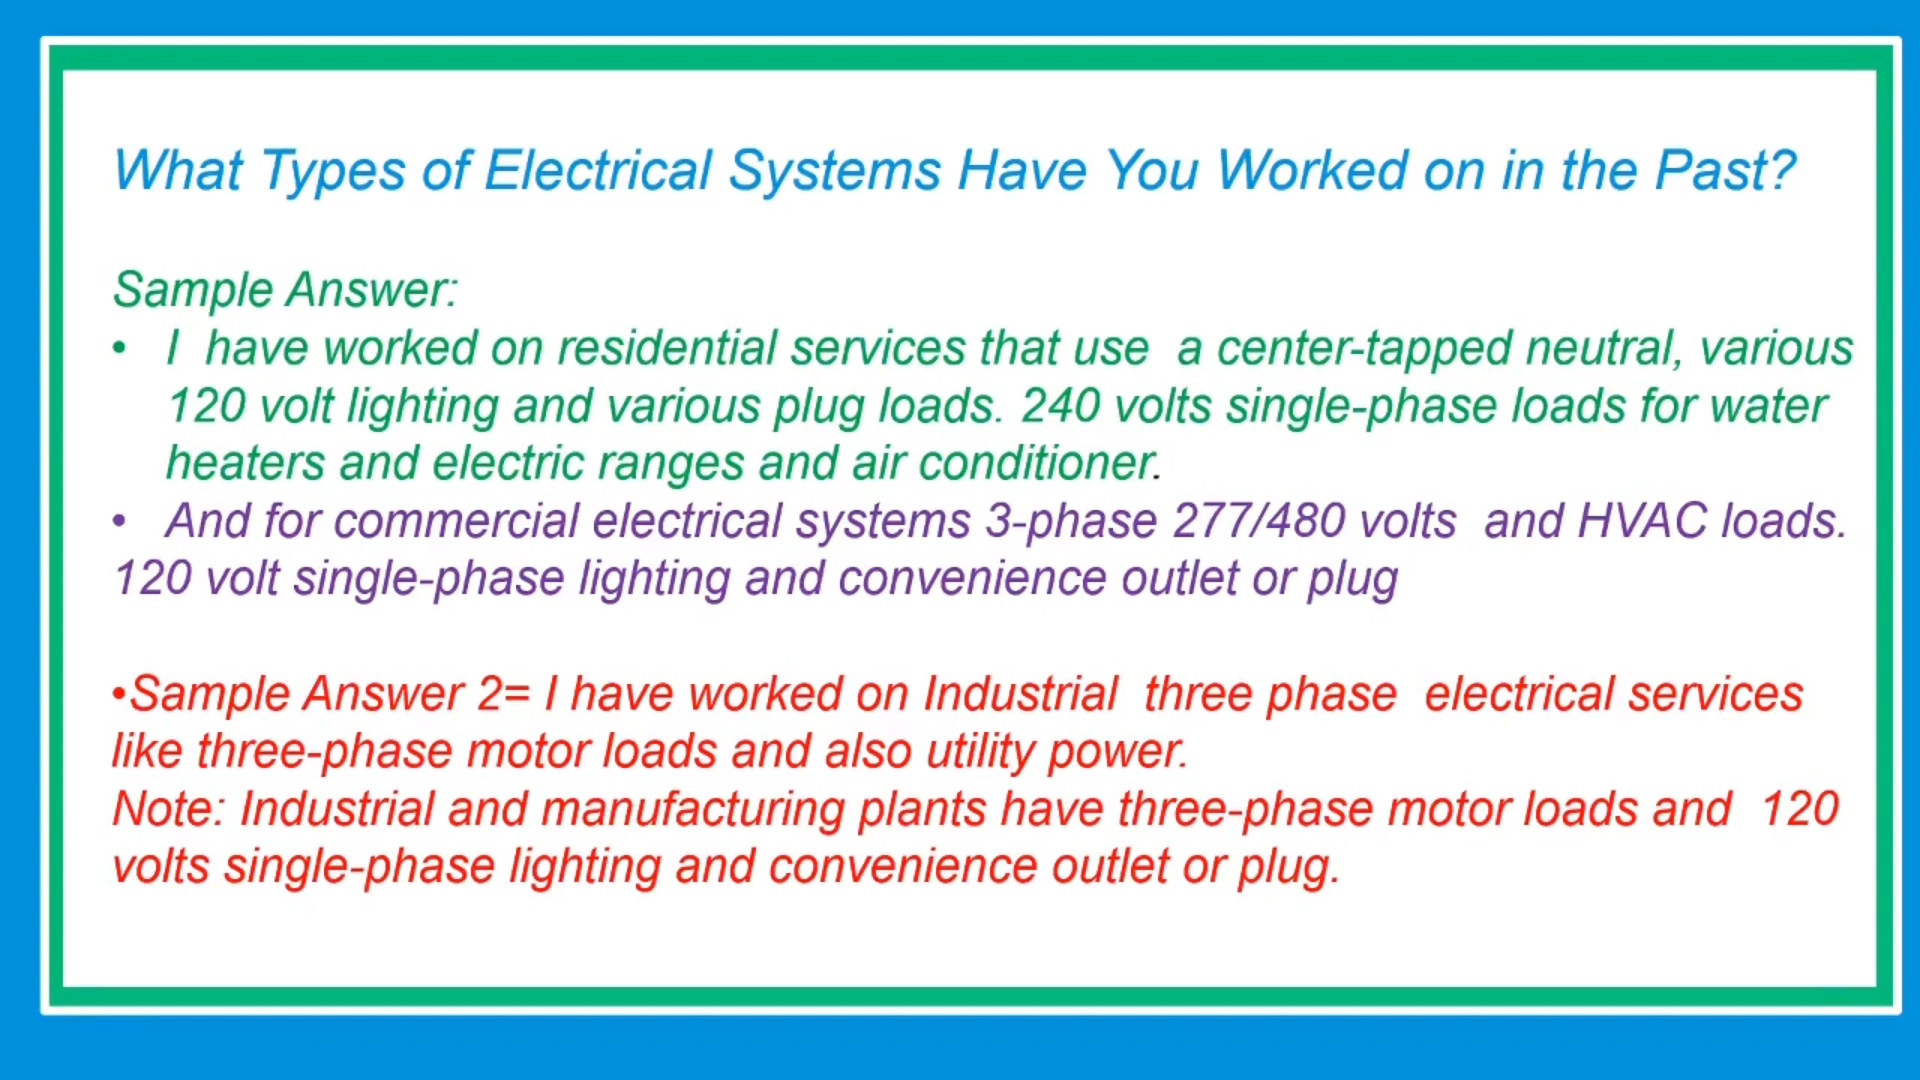 What Types of Electrical Systems Have You Worked on in the Past?
Sample Answer:
• I have worked on residential services that use a center-tapped neutral, various
120 volt lighting and various plug loads. 240 volts single-phase loads for water
heaters and electric ranges and air conditioner.
• And for commercial electrical systems 3-phase 277/480 volts and HVAC loads.
120 volt single-phase lighting and convenience outlet or plug
•Sample Answer 2= I have worked on Industrial three phase electrical services
like three-phase motor loads and also utility power.
Note: Industrial and manufacturing plants have three-phase motor loads and 120
volts single-phase lighting and convenience outlet or plug.